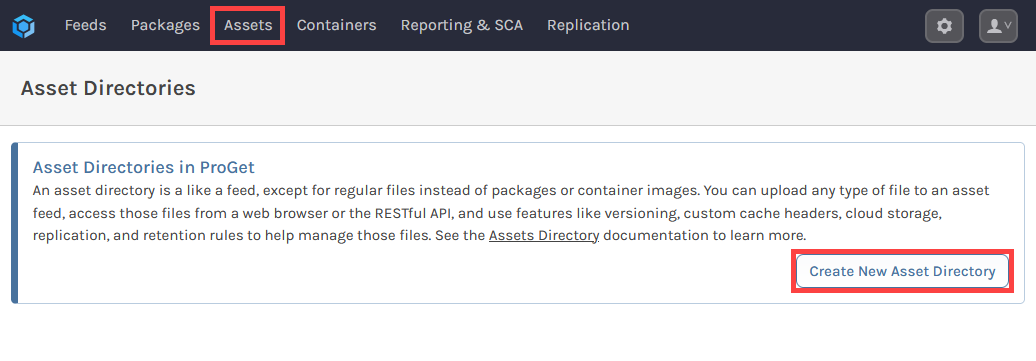 Feeds Packages Assets Containers Reporting & SCA Replication
Asset Directories
Asset Directories in ProGet
An asset directory is a like a feed, except for regular files instead of packages or container images. You can upload any type of file to an asset
feed, access those files from a web browser or the RESTful API, and use features like versioning, custom cache headers, cloud storage,
replication, and retention rules to help manage those files. See the Assets Directory documentation to learn more.
Create New Asset Directory